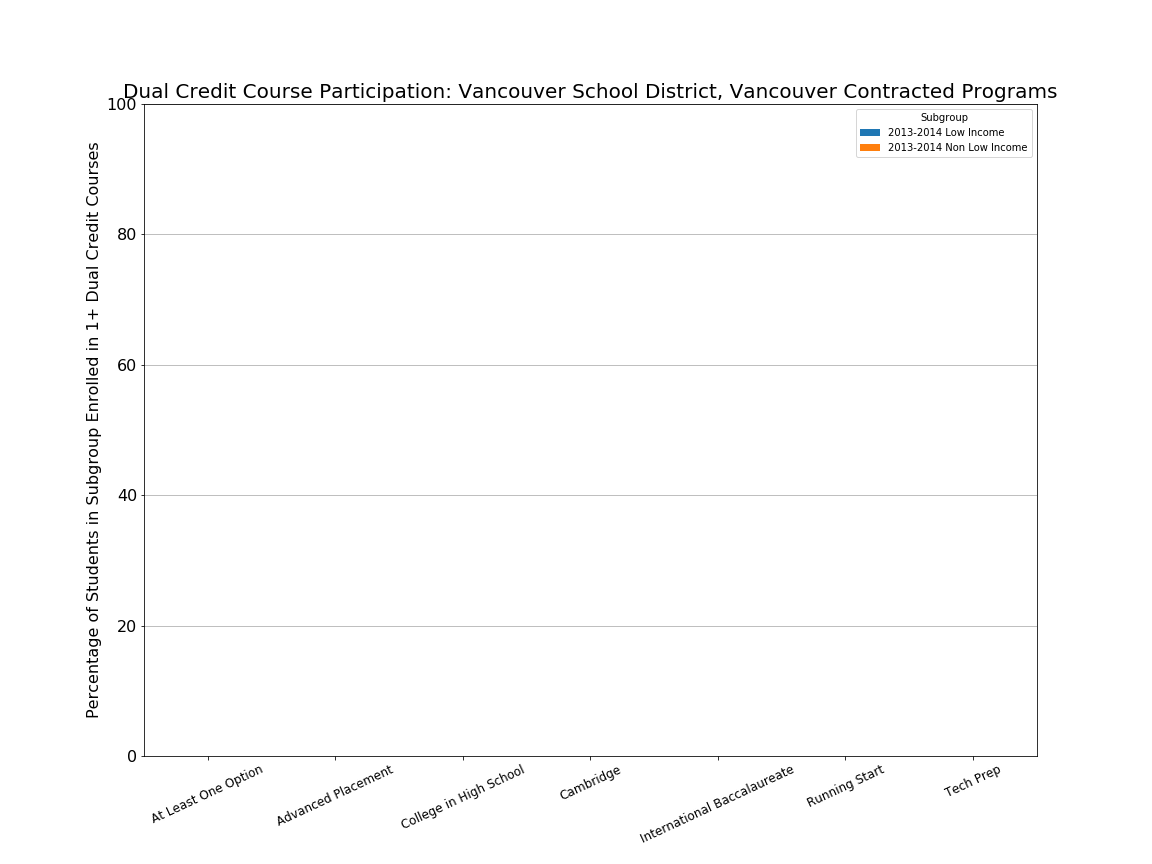 Dual Credit Course Participation: Vancouver School District, Vancouver Contracted Programs
Subgroup
2013-2014 Low Income
2013-2014 Non Low Income
Percentage of Students in Subgroup Enrolled in 1+ Dual Credit Courses
100
80
60
40
20
0
At Least One Option
Advanced Placement
College in High School
Cambridge
International Baccalaureate
Running Start
Tech Prep